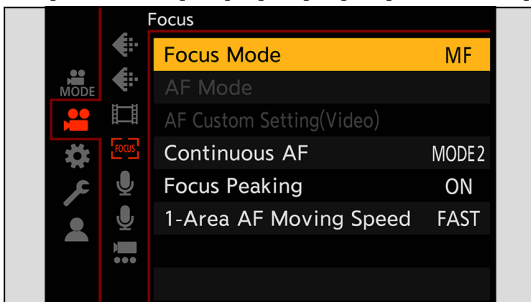 Focus
Focus Mode MF
AF Mode
AF Custom Setting(Video)
Continuous AF MODE2
Focus Peaking ON
1-Area AF Moving Speed FAST
MODE
FOCUS